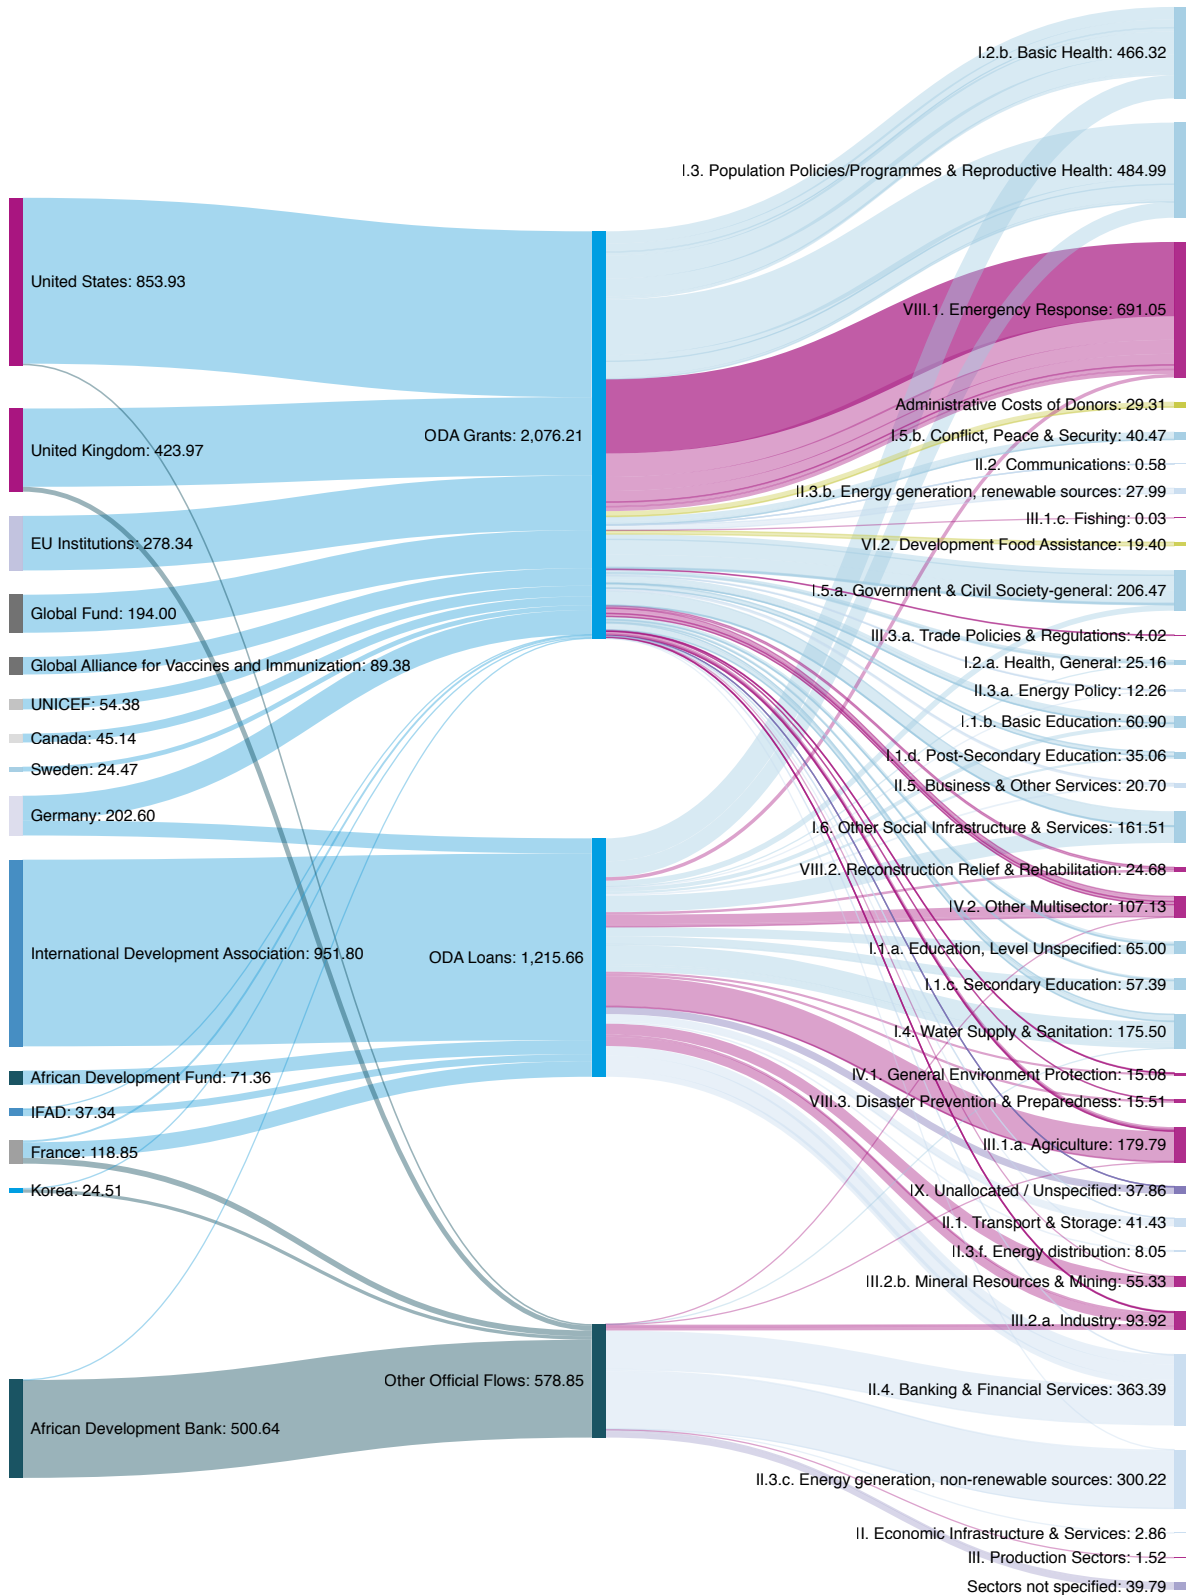 United States: 853.93
United Kingdom: 423.97
EU Institutions: 278.34
Global Fund: 194.00
Global Alliance for Vaccines and Immunization: 89.38
UNICEF: 54.38
Canada: 45.14
Sweden: 24.47
Germany: 202.60
International Development Association: 951.80
African Development Fund: 71.36
IFAD: 37.34
France: 118.85
Korea: 24.51
African Development Bank: 500.64
ODA Grants: 2,076.21
ODA Loans: 1,215.66
Other Official Flows: 578.85
I.2.b. Basic Health: 466.32
I.3. Population Policies/Programmes & Reproductive Health: 484.99
VIII.1. Emergency Response: 691.05
Administrative Costs of Donors: 29.31
I.5.b. Conflict, Peace & Security: 40.47
II.2. Communications: 0.58
II.3.b. Energy generation, renewable sources: 27.99
III.1.c. Fishing: 0.03
VI.2. Development Food Assistance: 19.40
I.5.a. Government & Civil Society-general: 206.47
III.3.a. Trade Policies & Regulations: 4.02
I.2.a. Health, General: 25.16
II.3.a. Energy Policy: 12.26
I.1.b. Basic Education: 60.90
I.1.d. Post-Secondary Education: 35.06
II.5. Business & Other Services: 20.70
I.6. Other Social Infrastructure & Services: 161.51
VIII.2. Reconstruction Relief & Rehabilitation: 24.68
IV.2. Other Multisector: 107.13
I.1.a. Education, Level Unspecified: 65.00
I.1.c. Secondary Education: 57.39
I.4. Water Supply & Sanitation: 175.50
IV.1. General Environment Protection: 15.08
VIII.3. Disaster Prevention & Preparedness: 15.51
III.1.a. Agriculture: 179.79
IX. Unallocated / Unspecified: 37.86
II.1. Transport & Storage: 41.43
II.3.f. Energy distribution: 8.05
III.2.b. Mineral Resources & Mining: 55.33
III.2.a. Industry: 93.92
II.4. Banking & Financial Services: 363.39
II.3.c. Energy generation, non-renewable sources: 300.22
II. Economic Infrastructure & Services: 2.86
III. Production Sectors: 1.52
Sectors not specified: 39.79